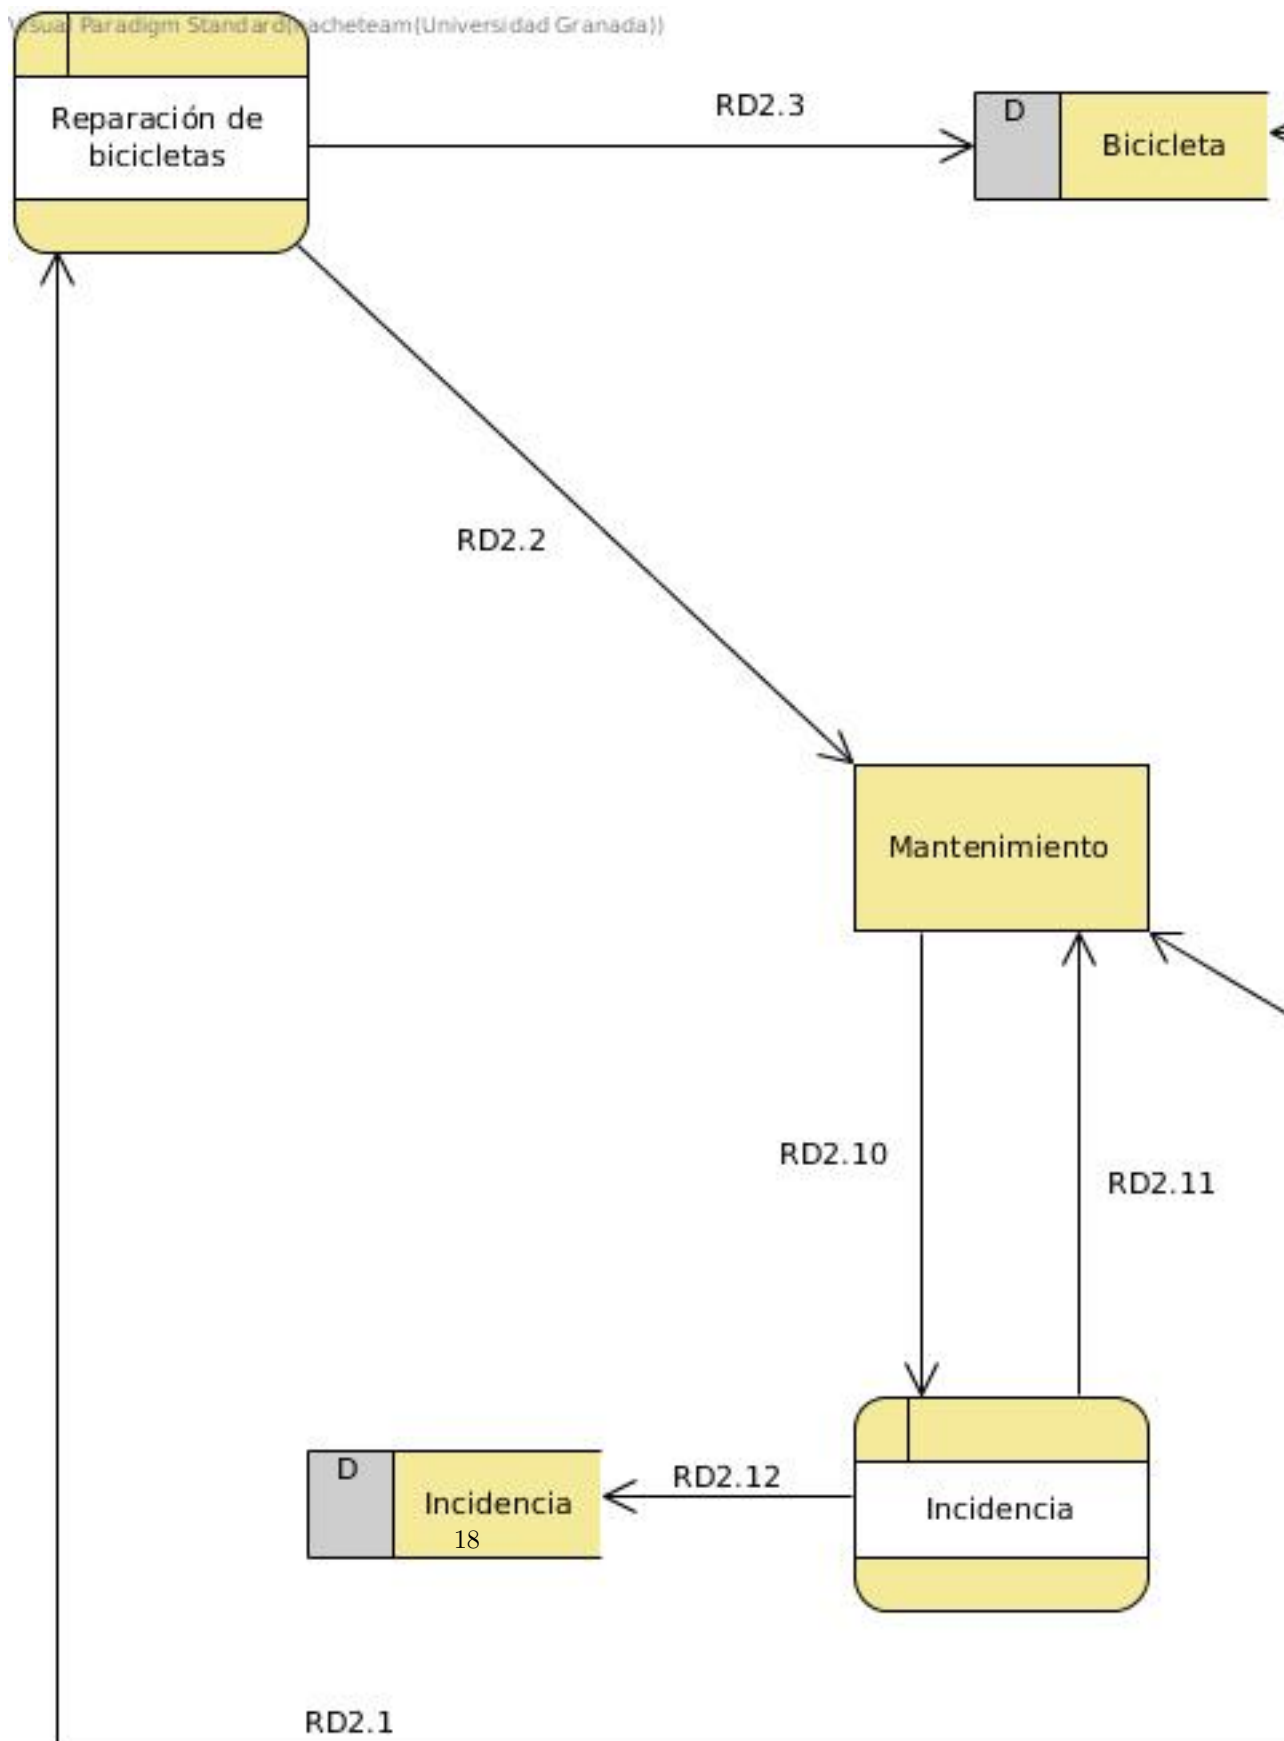 Visual Paradigm Standard(nacheteam(Universidad Granada))
RD2.3
D
Bicicleta
Reparación de
bicicletas
RD2.2
Mantenimiento
RD2.10
RD2.11
D
Incidencia
18
RD2.12
Incidencia
RD2.1